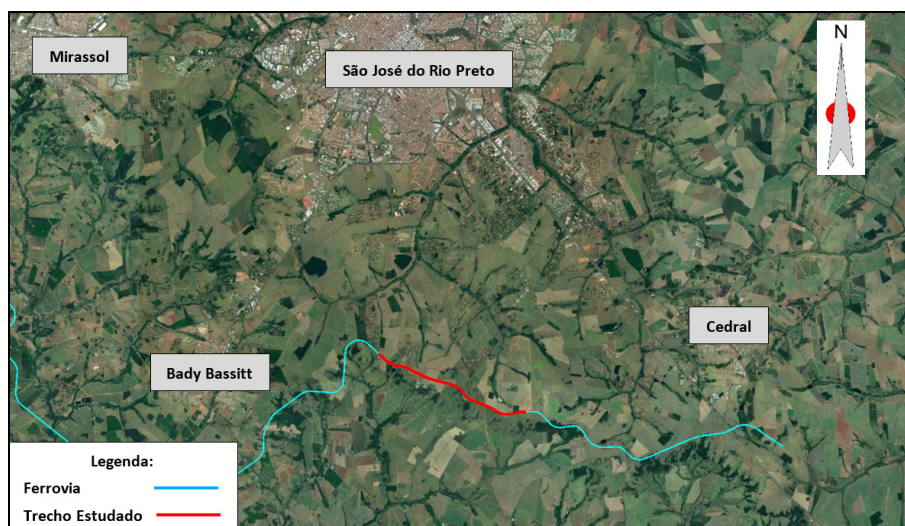 Mirassol
São José do Rio Preto
N
Cedral
Bady Bassitt
Legenda:
Ferrovia
Trecho Estudado